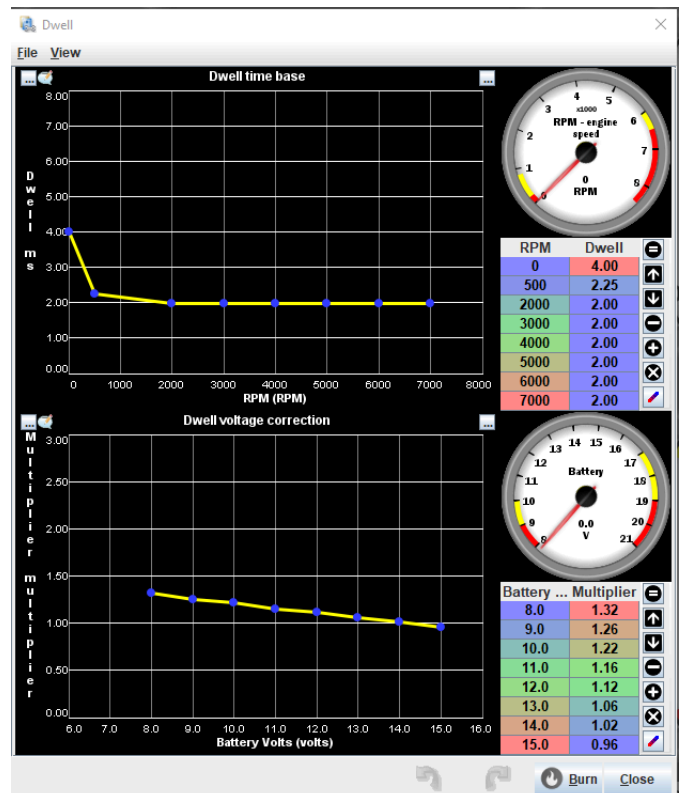 Dwell
File View
... Dwell time base ...
8.00
7.00
6.00
5.00
4.00
3.00
2.00
1.00
0.00
Dwell ms
0 1000 2000 3000 4000 5000 6000 7000 8000
RPM (RPM)
0 1 2 3 4 5 6 7 8
x1000
RPM - engine
speed
0
RPM
RPM Dwell
0 4.00
500 2.25
2000 2.00
3000 2.00
4000 2.00
5000 2.00
6000 2.00
7000 2.00
... Dwell voltage correction ...
3.00
2.50
2.00
1.50
1.00
0.50
0.00
Multiplier multiplier
6.0 7.0 8.0 9.0 10.0 11.0 12.0 13.0 14.0 15.0 16.0
Battery Volts (volts)
8 9 10 11 12 13 14 15 16 17 18 19 20 21
Battery
0.0
V
Battery ... Multiplier
8.0 1.32
9.0 1.26
10.0 1.22
11.0 1.16
12.0 1.12
13.0 1.06
14.0 1.02
15.0 0.96
Burn Close